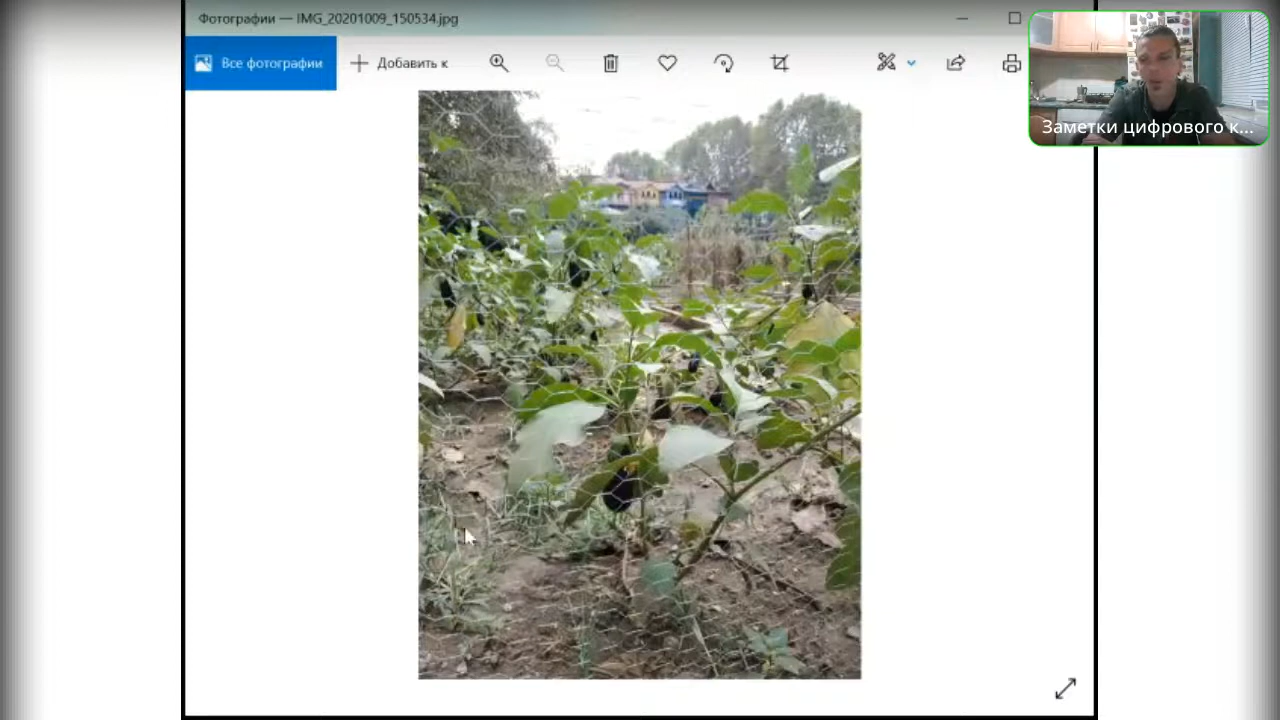 Фотографии — IMG_20201009_150534.jpg
Все фотографии
Добавить к
Заметки цифрового к...